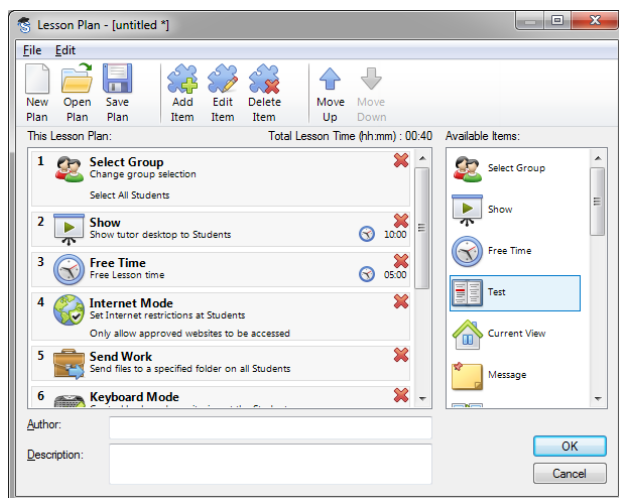 Lesson Plan - [untitled *]
File Edit
New Plan
Open Plan
Save Plan
Add Item
Edit Item
Delete Item
Move Up
Move Down
This Lesson Plan: Total Lesson Time (hh:mm) : 00:40 Available Items:
1 Select Group
Change group selection
Select All Students
2 Show
Show tutor desktop to Students 10:00
3 Free Time
Free Lesson time 05:00
4 Internet Mode
Set Internet restrictions at Students
Only allow approved websites to be accessed
5 Send Work
Send files to a specified folder on all Students
6 Keyboard Mode
Select Group
Show
Free Time
Test
Current View
Message
Author:
Description:
OK
Cancel